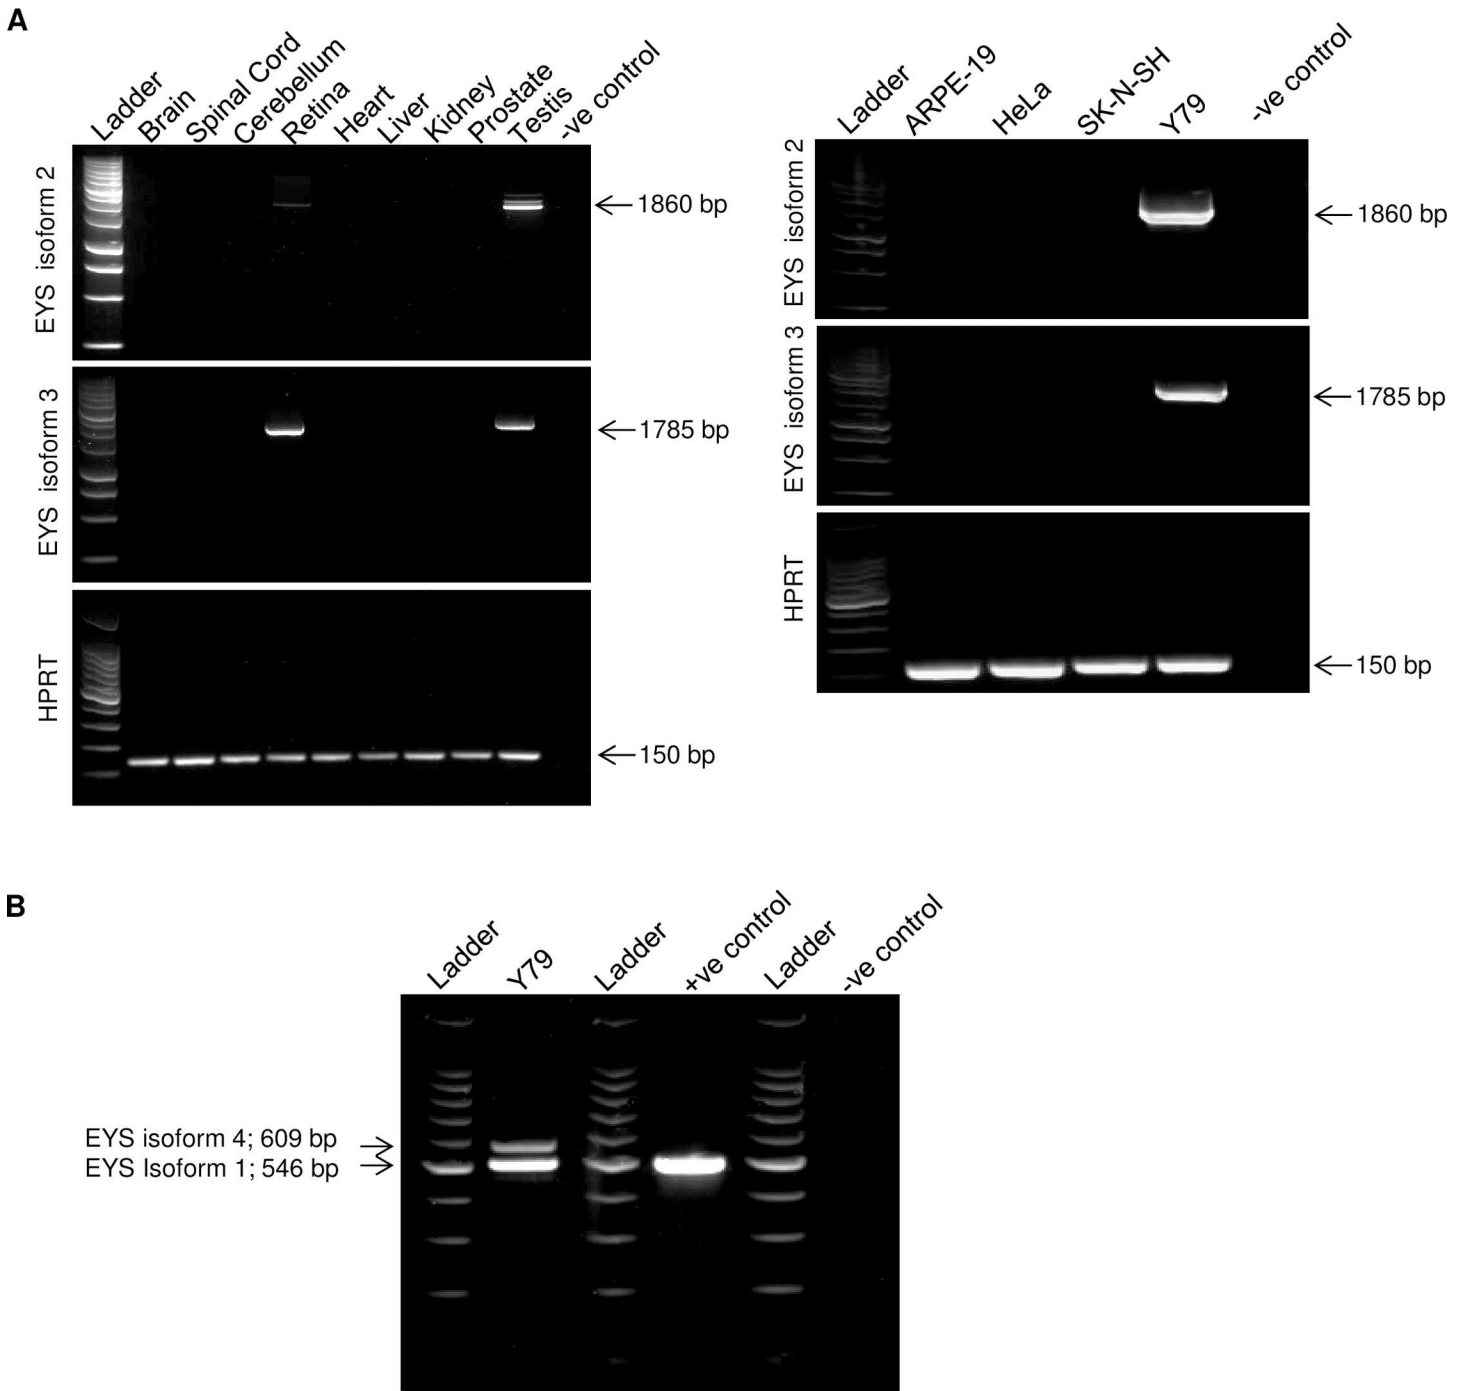 A
Ladder
Brain
Spinal Cord
Cerebellum
Retina
Heart
Liver
Kidney
Prostate
Testis
-ve control
EYS isoform 2
1860 bp
EYS isoform 3
1785 bp
HPRT
150 bp
Ladder
ARPE-19
HeLa
SK-N-SH
Y79
-ve control
EYS isoform 2
1860 bp
EYS isoform 3
1785 bp
HPRT
150 bp
B
Ladder
Y79
Ladder
+ve control
Ladder
-ve control
EYS isoform 4; 609 bp
EYS Isoform 1; 546 bp